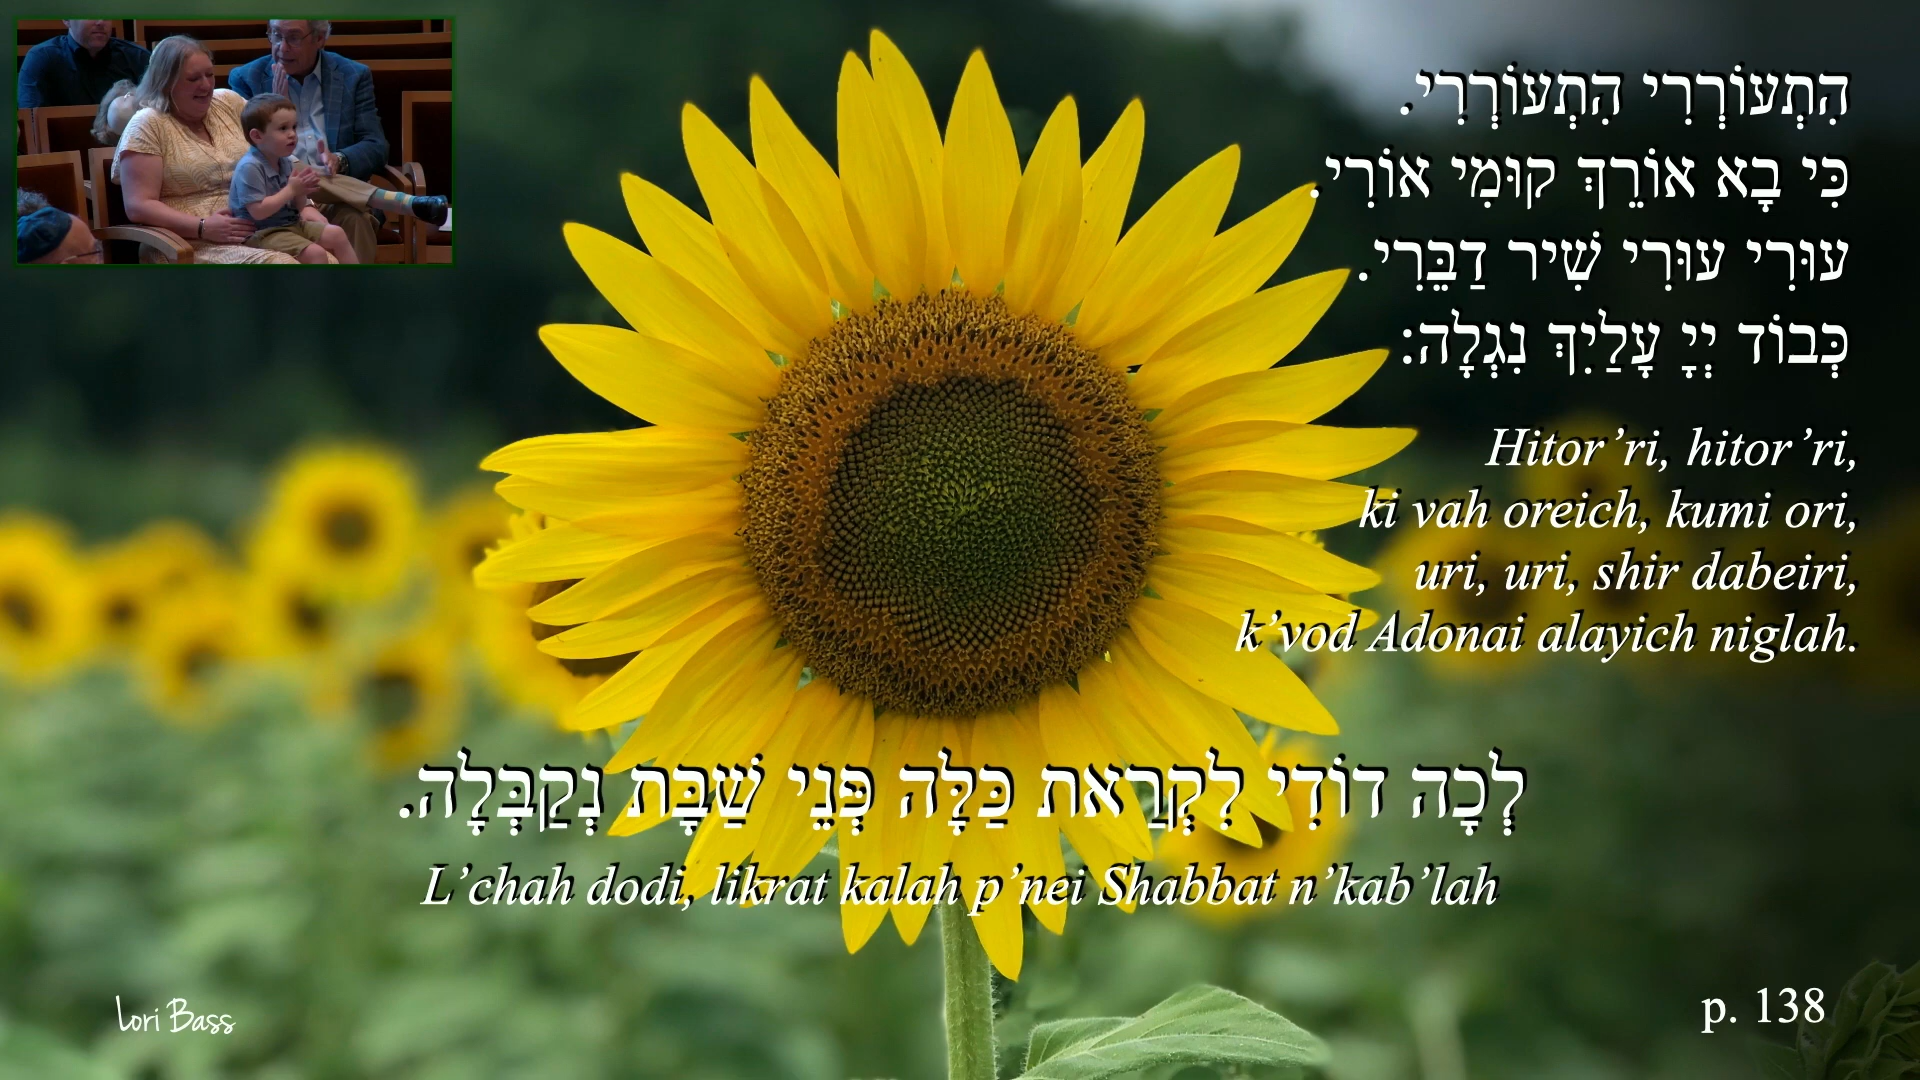 הִתְעוֹרְרִי הִתְעוֹרְרִי.
כִּי בָא אוֹרֵךְ קוּמִי אוֹרִי.
עוּרִי עוּרִי שִׁיר דַבֵּרִי.
כְּבוֹד יְיָ עָלַיִךְ נִגְלָה:
Hitor’ri, hitor’ri,
ki vah oreich, kumi ori,
uri, uri, shir dabeiri,
k’vod Adonai alayich niglah.
לְכָה דוֹדִי לִקְרַאת כַּלָּה פְּנֵי שַׁבָּת נְקַבְּלָה.
L’chah dodi, likrat kalah p’nei Shabbat n’kab’lah
Lori Bass
p. 138